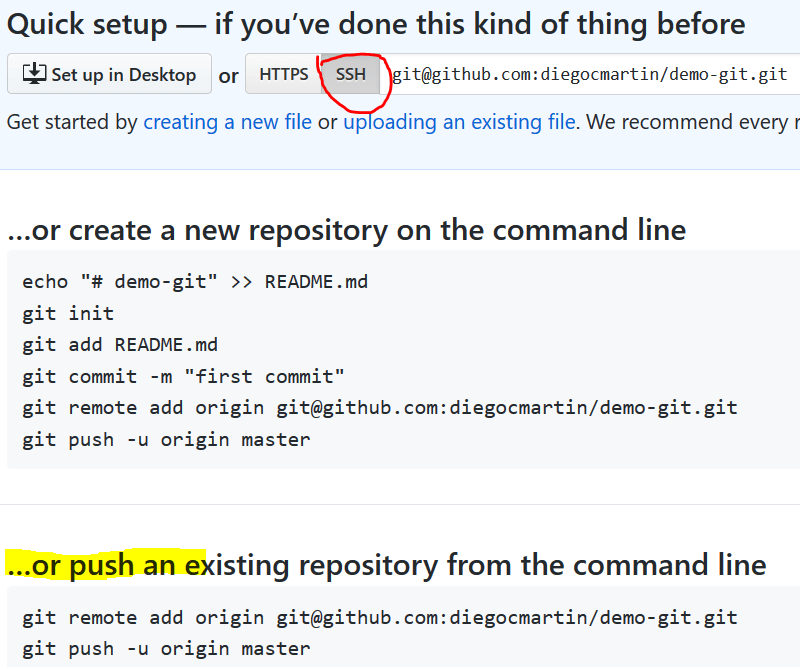 Quick setup — if you’ve done this kind of thing before
Set up in Desktop or HTTPS SSH git@github.com:diegocmartin/demo-git.git
Get started by creating a new file or uploading an existing file. We recommend every
…or create a new repository on the command line
echo "# demo-git" >> README.md
git init
git add README.md
git commit -m "first commit"
git remote add origin git@github.com:diegocmartin/demo-git.git
git push -u origin master
…or push an existing repository from the command line
git remote add origin git@github.com:diegocmartin/demo-git.git
git push -u origin master